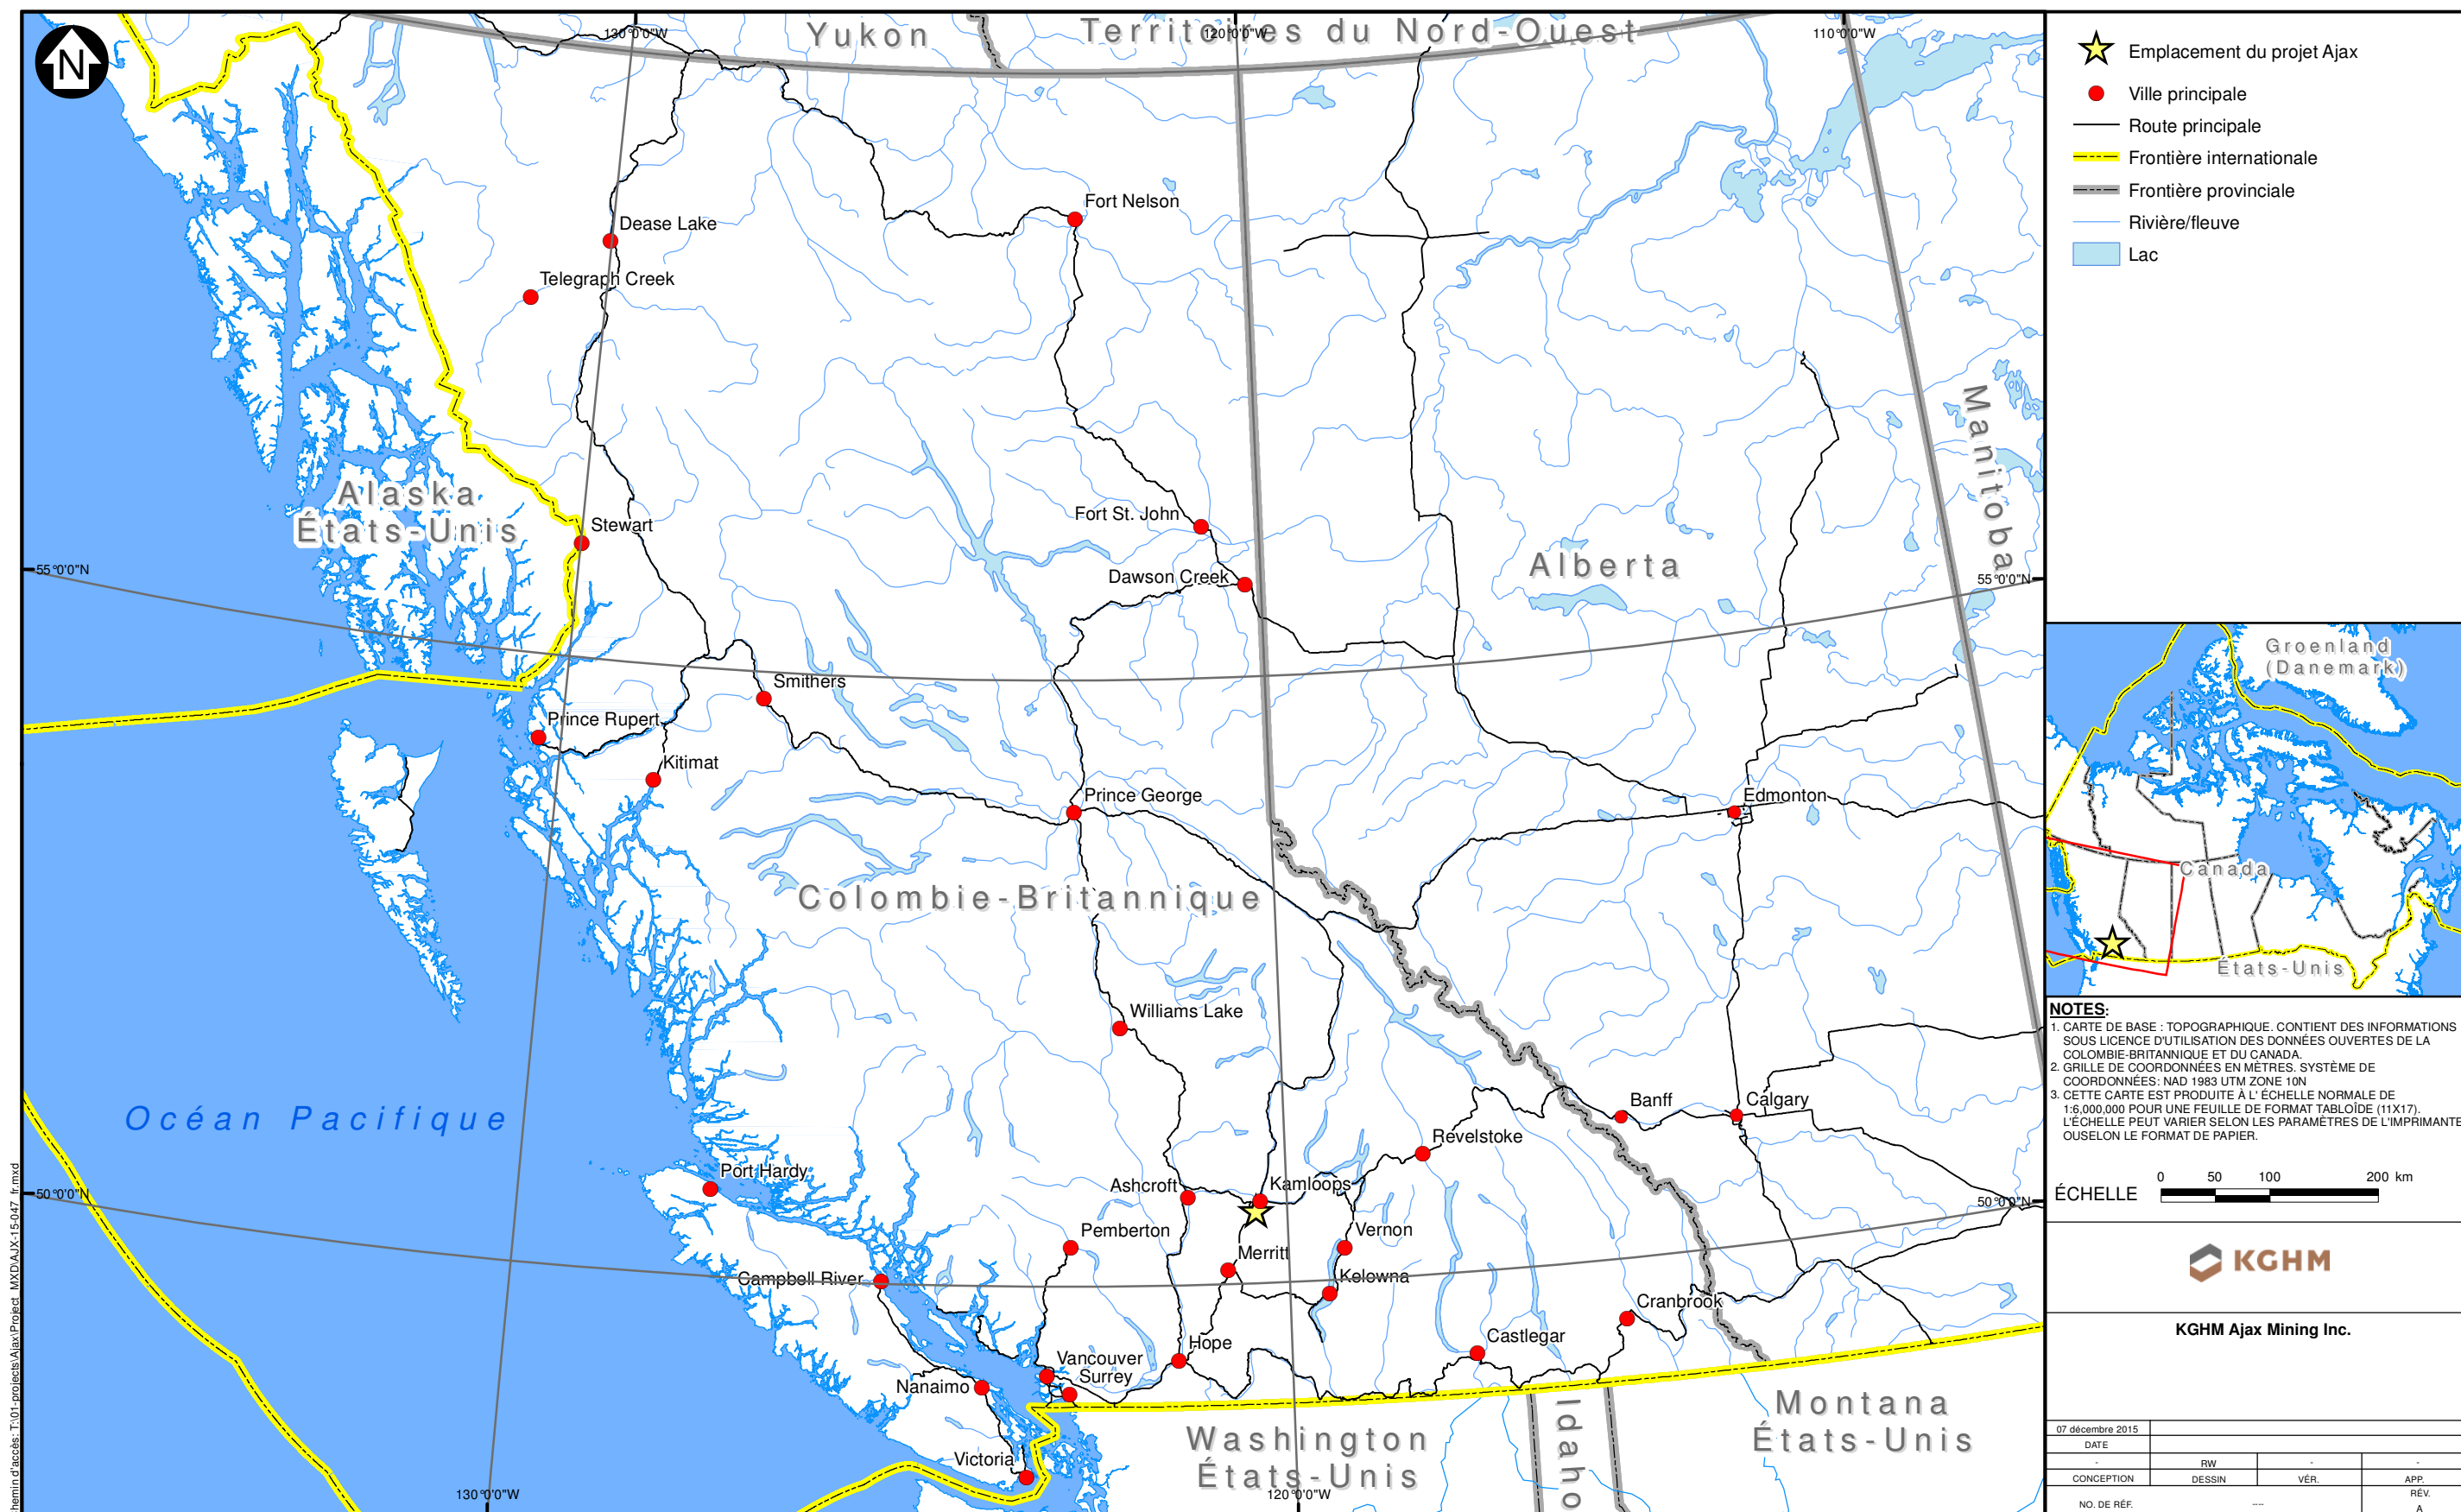 Yukon
Territoires du Nord-Ouest
130°0'0"W
120°0'0"W
110°0'0"W
N
Fort Nelson
Dease Lake
Telegraph Creek
Manitoba
Alaska
États-Unis
Stewart
Fort St. John
Dawson Creek
Alberta
55°0'0"N
55°0'0"N
Smithers
Prince Rupert
Kitimat
Prince George
Edmonton
Colombie-Britannique
Williams Lake
Océan Pacifique
Banff
Calgary
Revelstoke
Port Hardy
Ashcroft
Kamloops
50°0'0"N
50°0'0"N
Pemberton
Vernon
Merritt
Campbell River
Kelowna
Cranbrook
Castlegar
Hope
Vancouver
Surrey
Nanaimo
Victoria
Washington
États-Unis
Idaho
Montana
États-Unis
130°0'0"W
120°0'0"W
hemin d'accès: T:\01-projects\Ajax\Project_MXD\AJX-15-047_fr.mxd
Emplacement du projet Ajax
Ville principale
Route principale
Frontière internationale
Frontière provinciale
Rivière/fleuve
Lac
Groenland
(Danemark)
Canada
États-Unis
NOTES:
1. CARTE DE BASE : TOPOGRAPHIQUE. CONTIENT DES INFORMATIONS
SOUS LICENCE D'UTILISATION DES DONNÉES OUVERTES DE LA
COLOMBIE-BRITANNIQUE ET DU CANADA.
2. GRILLE DE COORDONNÉES EN MÈTRES. SYSTÈME DE
COORDONNÉES: NAD 1983 UTM ZONE 10N
3. CETTE CARTE EST PRODUITE À L' ÉCHELLE NORMALE DE
1:6,000,000 POUR UNE FEUILLE DE FORMAT TABLOÏDE (11X17).
L'ÉCHELLE PEUT VARIER SELON LES PARAMÈTRES DE L'IMPRIMANTE
OUSELON LE FORMAT DE PAPIER.
0 50 100 200 km
ÉCHELLE
KGHM
KGHM Ajax Mining Inc.
07 décembre 2015
DATE
- RW - -
CONCEPTION DESSIN VÉR. APP.
NO. DE RÉF. ---- RÉV.
A